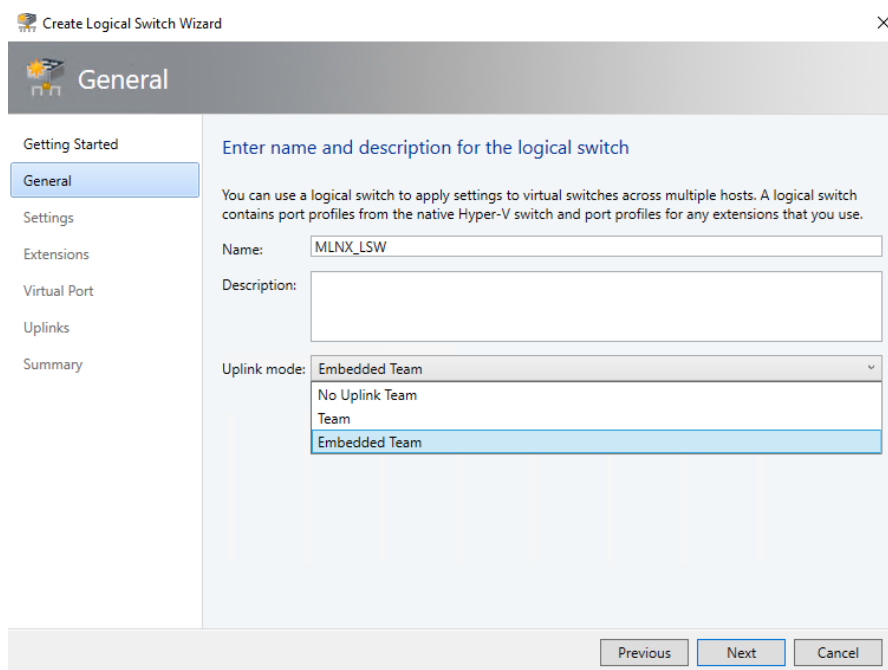 Create Logical Switch Wizard
General
Getting Started
General
Settings
Extensions
Virtual Port
Uplinks
Summary
Enter name and description for the logical switch
You can use a logical switch to apply settings to virtual switches across multiple hosts. A logical switch
contains port profiles from the native Hyper-V switch and port profiles for any extensions that you use.
Name: MLNX_LSW
Description:
Uplink mode: Embedded Team
No Uplink Team
Team
Embedded Team
Previous Next Cancel